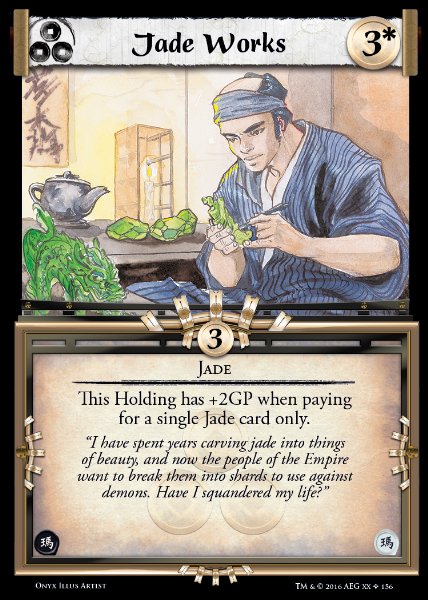 Jade Works
3*
3
Jade
This Holding has +2GP when paying
for a single Jade card only.
“I have spent years carving jade into things
of beauty, and now the people of the Empire
want to break them into shards to use against
demons. Have I squandered my life?”
瑪
瑪
Onyx Illus Artist
TM & © 2016 AEG xx ❖ 156